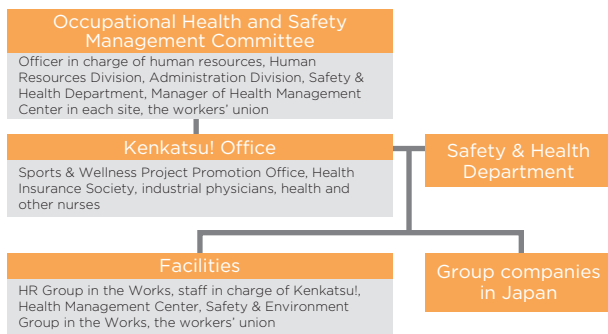 Occupational Health and Safety
Management Committee
Officer in charge of human resources, Human
Resources Division, Administration Division, Safety &
Health Department, Manager of Health Management
Center in each site, the workers’ union
Kenkatsu! Office
Sports & Wellness Project Promotion Office, Health
Insurance Society, industrial physicians, health and
other nurses
Safety & Health
Department
Facilities
HR Group in the Works, staff in charge of Kenkatsu!,
Health Management Center, Safety & Environment
Group in the Works, the workers’ union
Group companies
in Japan